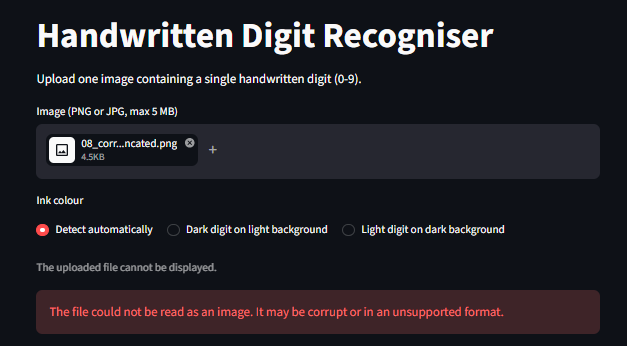 Handwritten Digit Recogniser
Upload one image containing a single handwritten digit (0-9).
Image (PNG or JPG, max 5 MB)
08_corr...ncated.png
4.5KB
Ink colour
Detect automatically Dark digit on light background Light digit on dark background
The uploaded file cannot be displayed.
The file could not be read as an image. It may be corrupt or in an unsupported format.